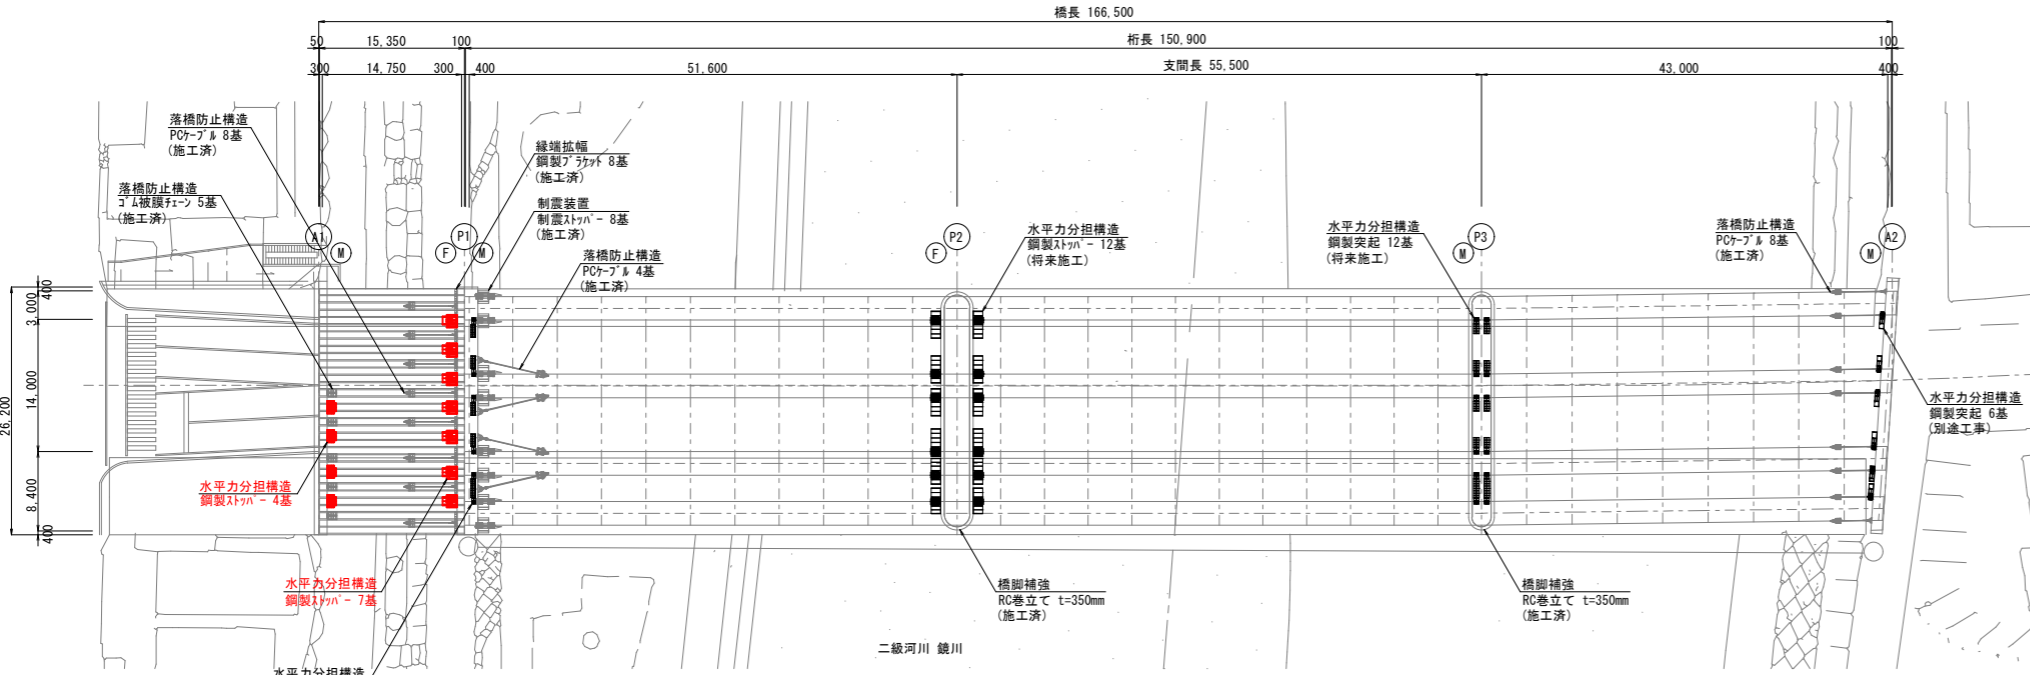 橋長 166,500
50
15,350
100
桁長 150,900
100
300
14,750
300
400
51,600
支間長 55,500
43,000
400
落橋防止構造
PCｹｰﾌﾞﾙ 8基
(施工済)
落橋防止構造
ｺﾞﾑ被膜ﾁｪｰﾝ 5基
(施工済)
縁端拡幅
鋼製ﾌﾞﾗｹｯﾄ 8基
(施工済)
制震装置
制震ｽﾄｯﾊﾟｰ 8基
(施工済)
落橋防止構造
PCｹｰﾌﾞﾙ 4基
(施工済)
A1
M
F
P1
M
F
P2
水平力分担構造
鋼製ｽﾄｯﾊﾟｰ 12基
(将来施工)
水平力分担構造
鋼製突起 12基
(将来施工)
M
P3
落橋防止構造
PCｹｰﾌﾞﾙ 8基
(施工済)
M
A2
400
3,000
14,000
26,200
8,400
400
水平力分担構造
鋼製突起 6基
(別途工事)
水平力分担構造
鋼製ｽﾄｯﾊﾟｰ 4基
水平力分担構造
鋼製ｽﾄｯﾊﾟｰ 7基
橋脚補強
RC巻立て t=350mm
(施工済)
橋脚補強
RC巻立て t=350mm
(施工済)
二級河川 鏡川
水平力分担構造